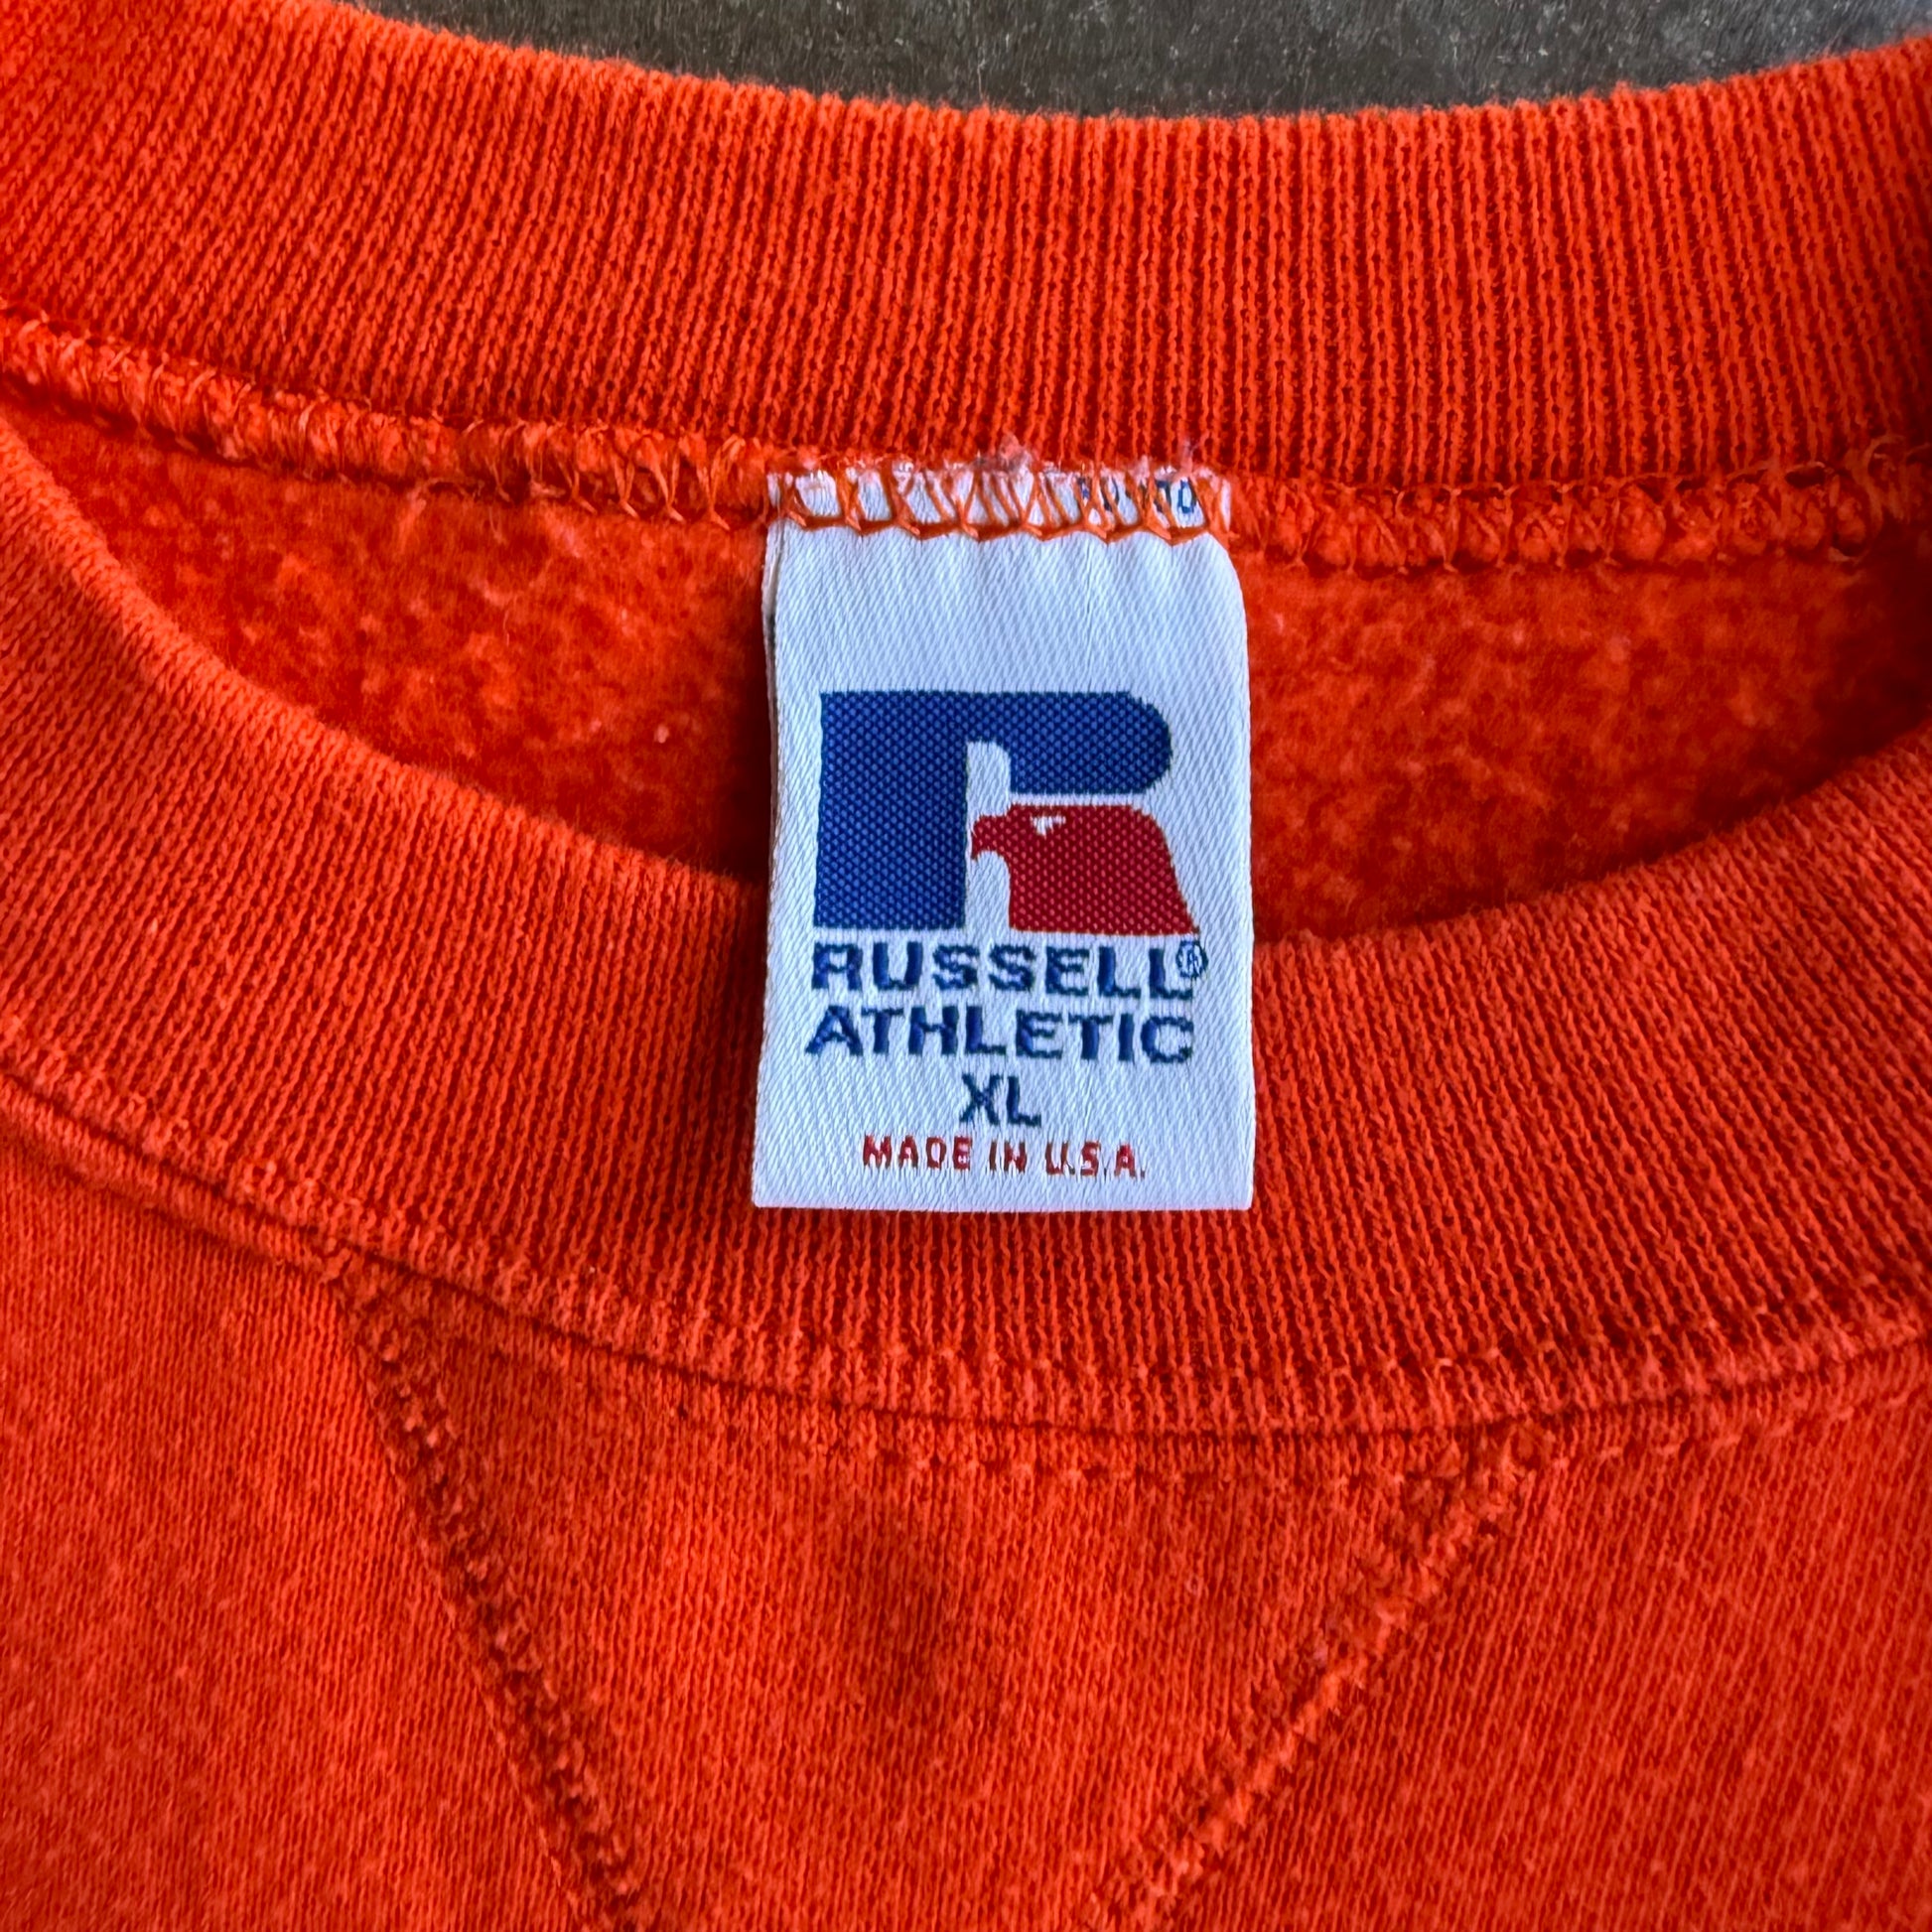 RUSSELL®
ATHLETIC
XL
MADE IN U.S.A.